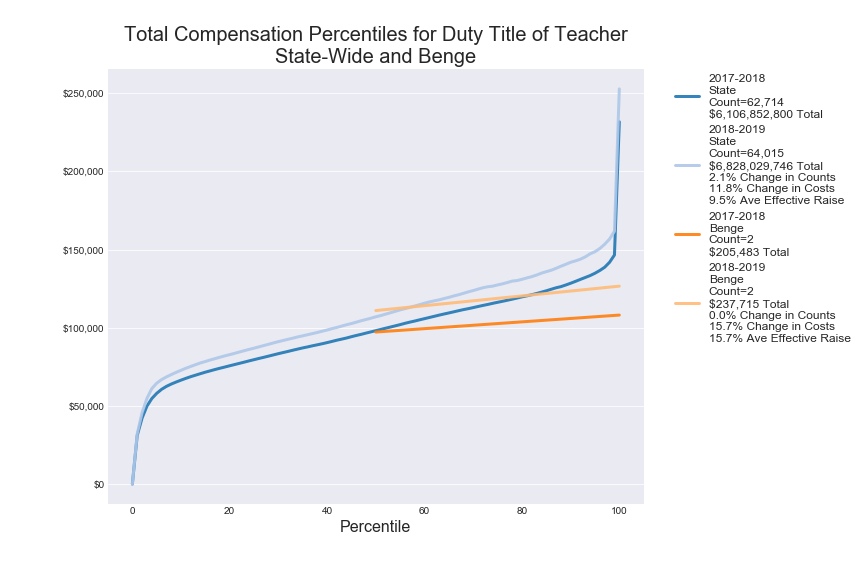 Total Compensation Percentiles for Duty Title of Teacher
State-Wide and Benge
$250,000
$200,000
$150,000
$100,000
$50,000
$0
0
20
40
60
80
100
Percentile
2017-2018
State
Count=62,714
$6,106,852,800 Total
2018-2019
State
Count=64,015
$6,828,029,746 Total
2.1% Change in Counts
11.8% Change in Costs
9.5% Ave Effective Raise
2017-2018
Benge
Count=2
$205,483 Total
2018-2019
Benge
Count=2
$237,715 Total
0.0% Change in Counts
15.7% Change in Costs
15.7% Ave Effective Raise